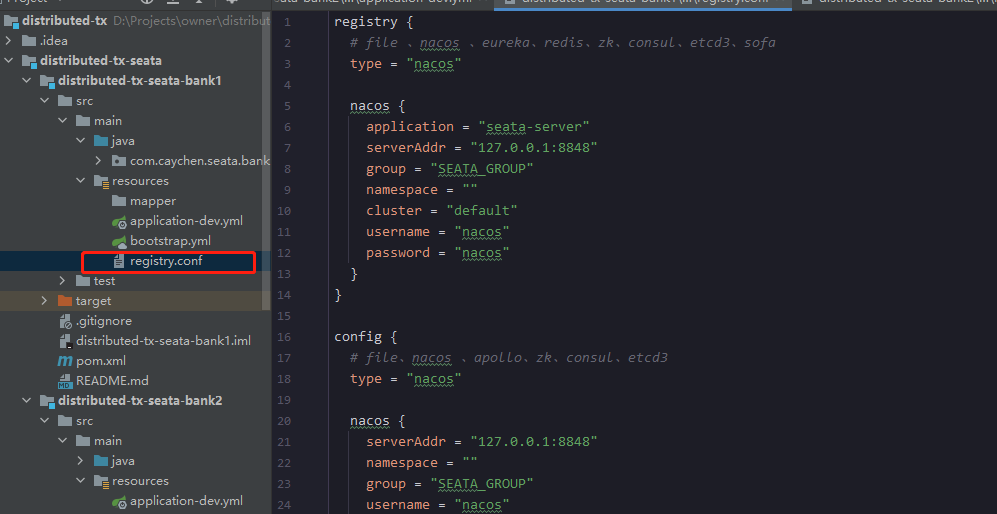 distributed-tx D:\Projects\owner\distribut
.idea
distributed-tx-seata
distributed-tx-seata-bank1
src
main
java
com.caychen.seata.bank
resources
mapper
application-dev.yml
bootstrap.yml
registry.conf
test
target
.gitignore
distributed-tx-seata-bank1.iml
pom.xml
README.md
distributed-tx-seata-bank2
src
main
java
resources
application-dev.yml
1 registry {
2 # file 、nacos 、eureka、redis、zk、consul、etcd3、sofa
3 type = "nacos"
4
5 nacos {
6 application = "seata-server"
7 serverAddr = "127.0.0.1:8848"
8 group = "SEATA_GROUP"
9 namespace = ""
10 cluster = "default"
11 username = "nacos"
12 password = "nacos"
13 }
14 }
15
16 config {
17 # file、nacos 、apollo、zk、consul、etcd3
18 type = "nacos"
19
20 nacos {
21 serverAddr = "127.0.0.1:8848"
22 namespace = ""
23 group = "SEATA_GROUP"
24 username = "nacos"